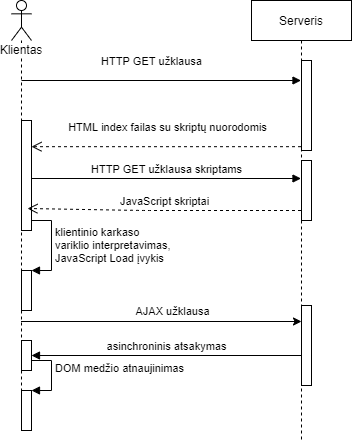 Klientas
Serveris
HTTP GET užklausa
HTML index failas su skriptų nuorodomis
HTTP GET užklausa skriptams
JavaScript skriptai
klientinio karkaso
variklio interpretavimas,
JavaScript Load įvykis
AJAX užklausa
asinchroninis atsakymas
DOM medžio atnaujinimas